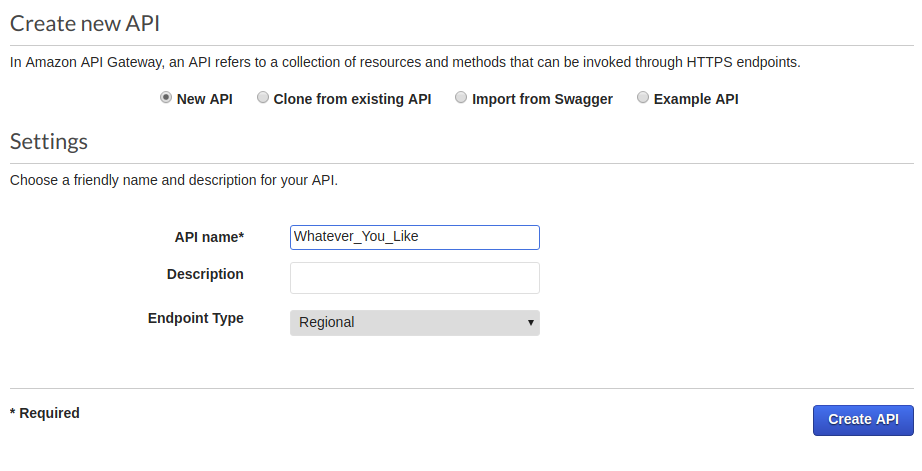 Create new API
In Amazon API Gateway, an API refers to a collection of resources and methods that can be invoked through HTTPS endpoints.
New API Clone from existing API Import from Swagger Example API
Settings
Choose a friendly name and description for your API.
API name* Whatever_You_Like
Description
Endpoint Type Regional
* Required Create API